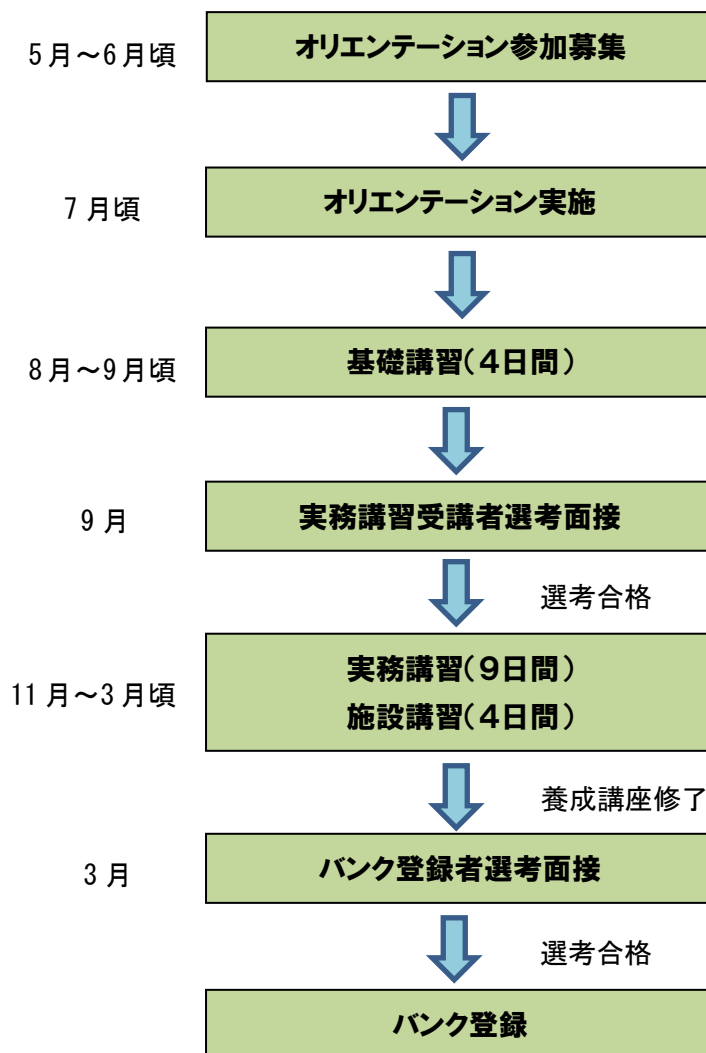 5月～6月頃
オリエンテーション参加募集
7月頃
オリエンテーション実施
8月～9月頃
基礎講習(4日間)
9月
実務講習受講者選考面接
選考合格
11月～3月頃
実務講習(9日間)
施設講習(4日間)
養成講座修了
3月
バンク登録者選考面接
選考合格
バンク登録